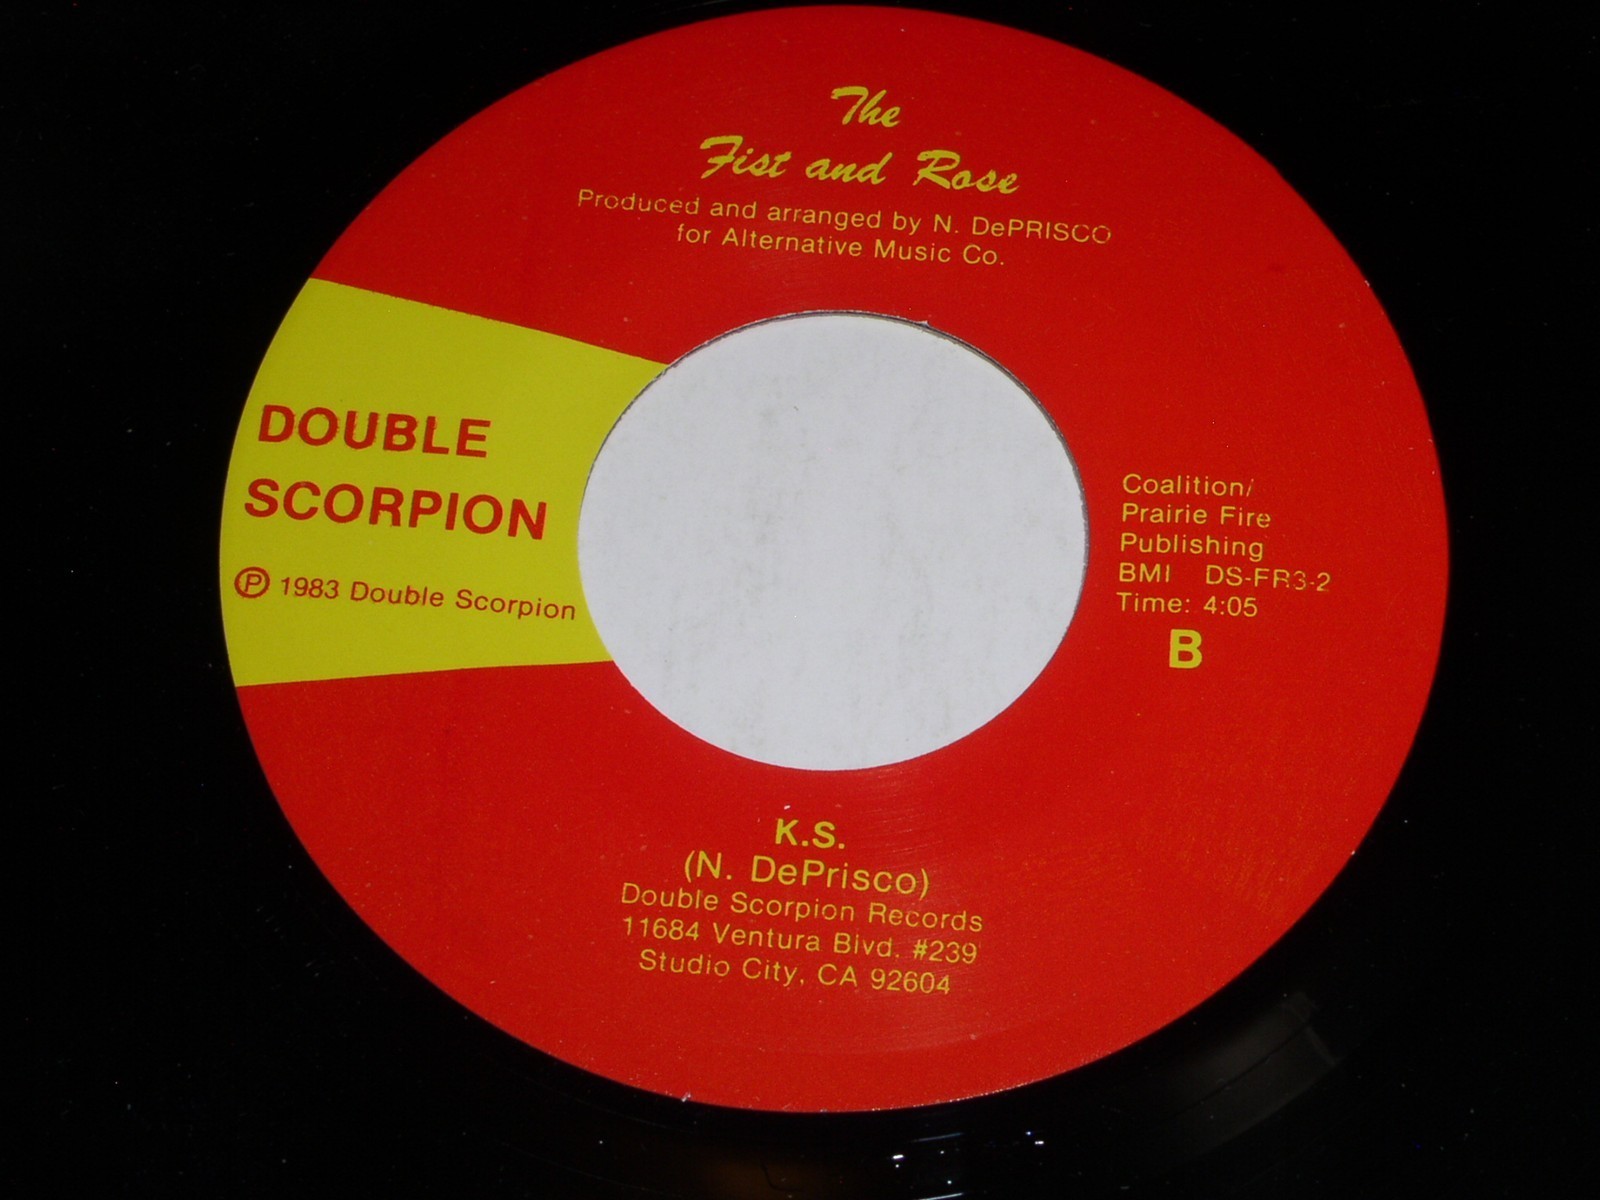 The
Fist and Rose
Produced and arranged by N. DePRISCO
for Alternative Music Co.
DOUBLE
SCORPION
Ⓟ 1983 Double Scorpion
Coalition/
Prairie Fire
Publishing
BMI DS-FR3-2
Time: 4:05
B
K.S.
(N. DePrisco)
Double Scorpion Records
11684 Ventura Blvd. #239
Studio City, CA 92604